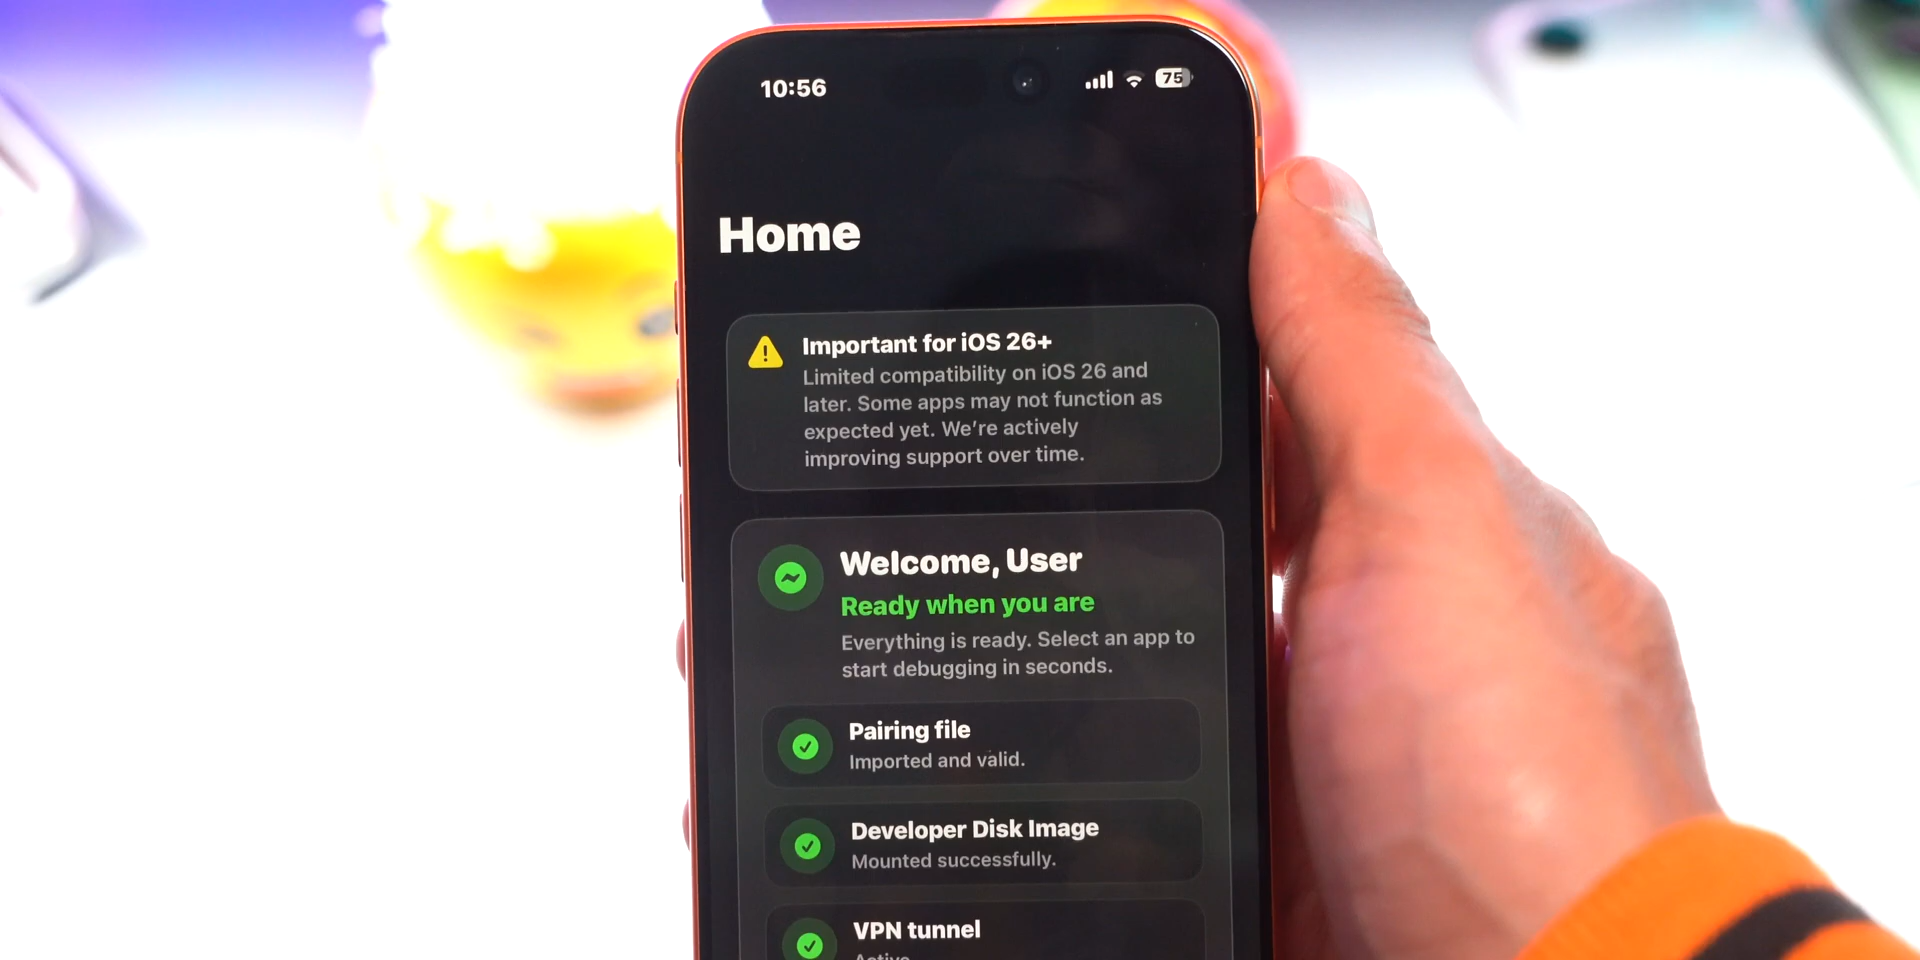 10:56
75
Home
Important for iOS 26+
Limited compatibility on iOS 26 and
later. Some apps may not function as
expected yet. We're actively
improving support over time.
Welcome, User
Ready when you are
Everything is ready. Select an app to
start debugging in seconds.
Pairing file
Imported and valid.
Developer Disk Image
Mounted successfully.
VPN tunnel
Active